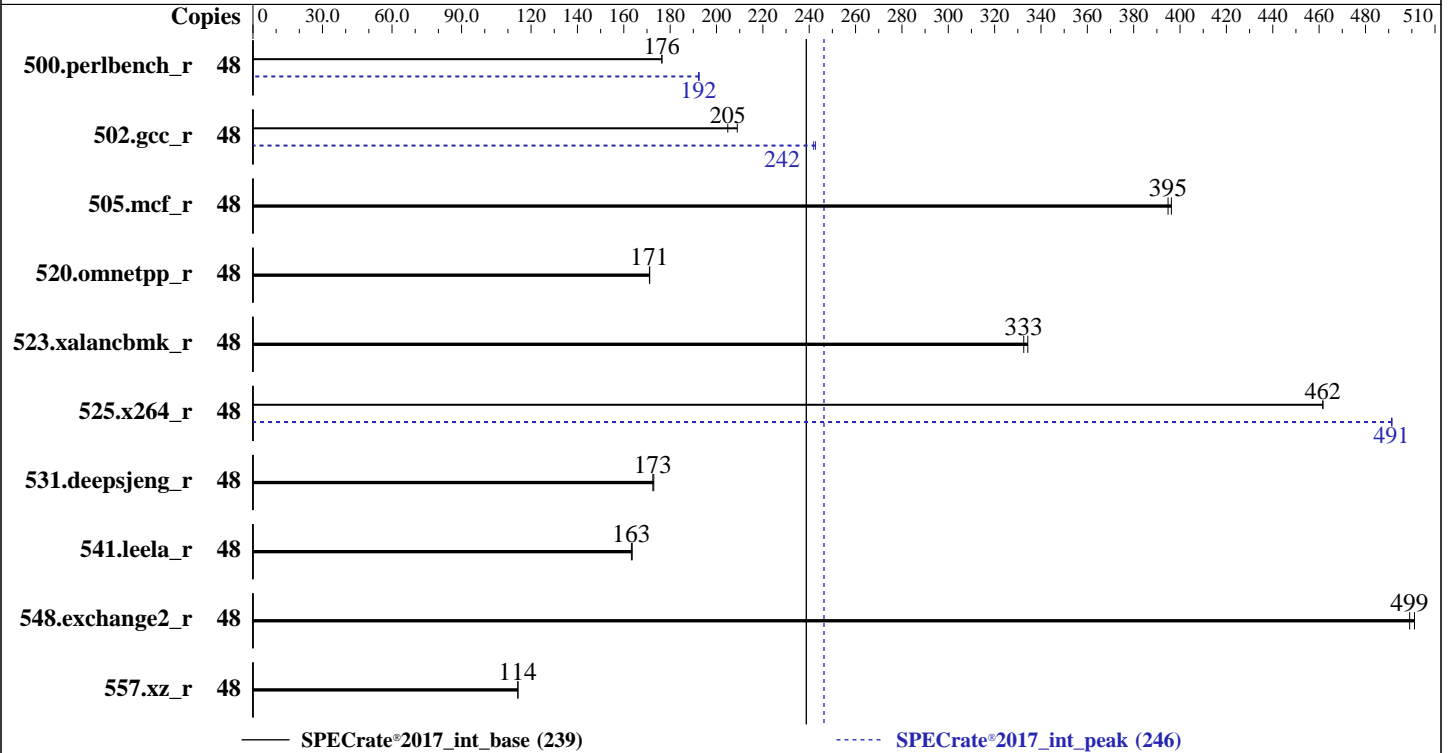 Copies 0 30.0 60.0 90.0 120 140 160 180 200 220 240 260 280 300 320 340 360 380 400 420 440 460 480 510
176
500.perlbench_r 48
192
205
502.gcc_r 48
242
395
505.mcf_r 48
171
520.omnetpp_r 48
333
523.xalancbmk_r 48
462
525.x264_r 48
491
173
531.deepsjeng_r 48
163
541.leela_r 48
499
548.exchange2_r 48
114
557.xz_r 48
SPECrate®2017_int_base (239) SPECrate®2017_int_peak (246)